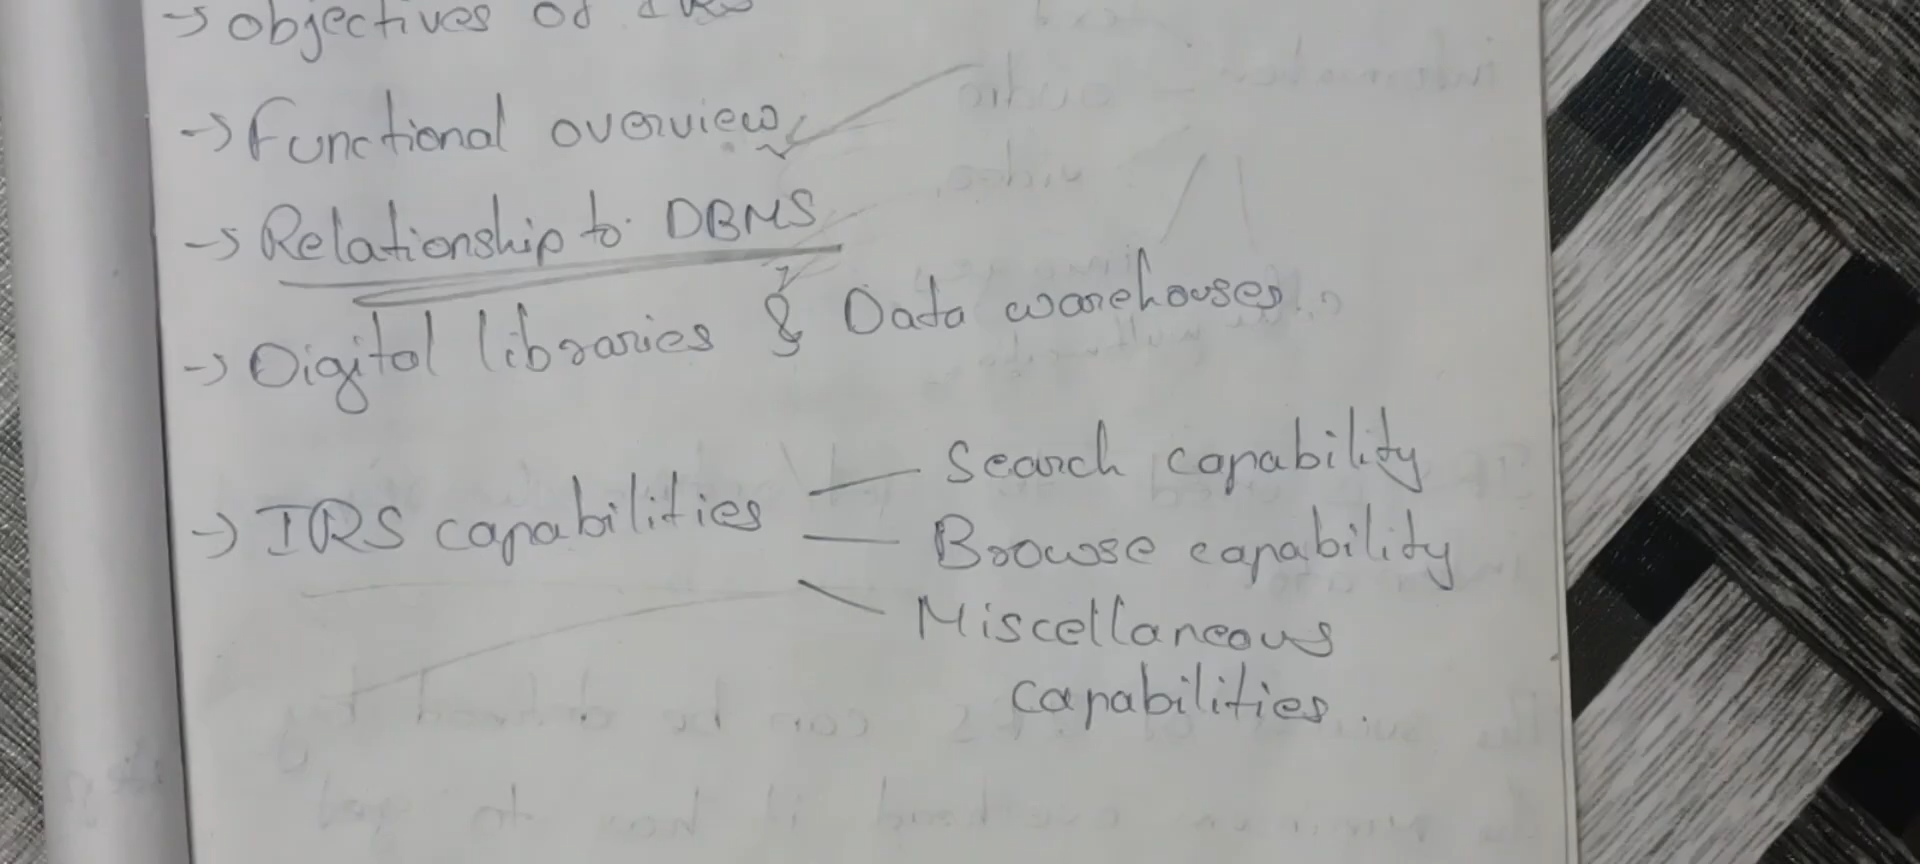 → objectives of IRS
→ Functional overview
→ Relationship to DBMS
→ Digital libraries & Data warehouses.
→ IRS capabilities — Search capability
— Browse capability
— Miscellaneous
capabilities.